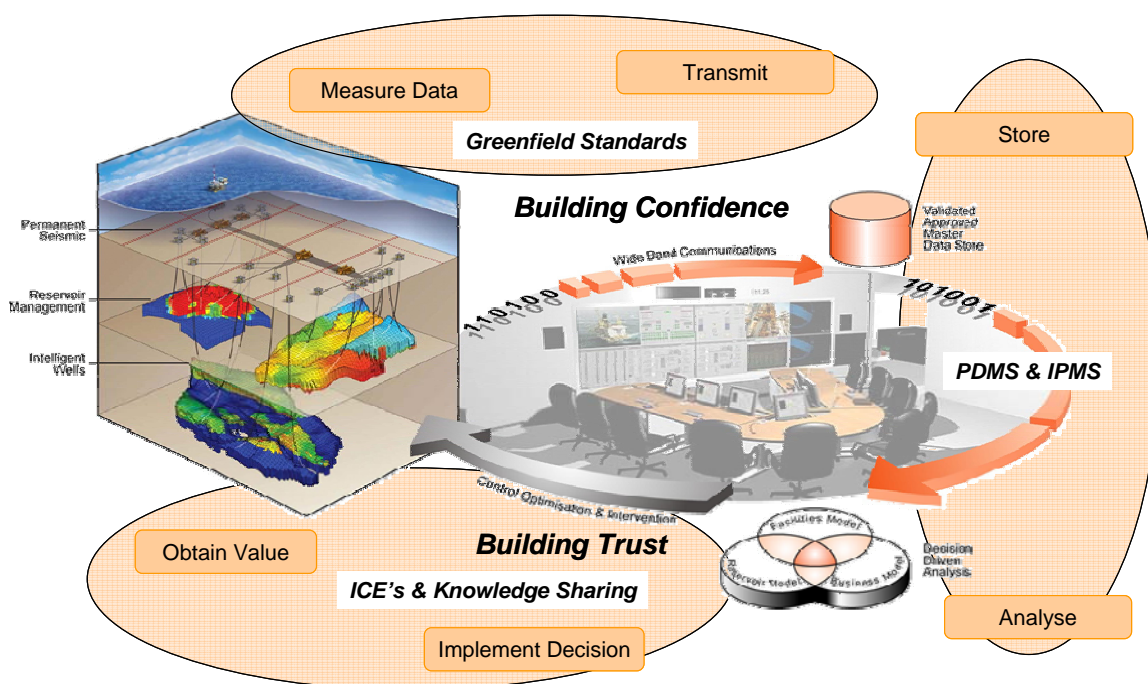 Transmit
Measure Data
Greenfield Standards
Store
Building Confidence
Validated
Approved
Master
Data Store
Permanent
Seismic
Wide Band Communications
Reservoir
Management
110100
101001
Intelligent
Wells
PDMS & IPMS
Control Optimisation & Intervention
Obtain Value
Building Trust
ICE's & Knowledge Sharing
Facilities Model
Reservoir Model
Business Model
Decision
Driven
Analysis
Analyse
Implement Decision